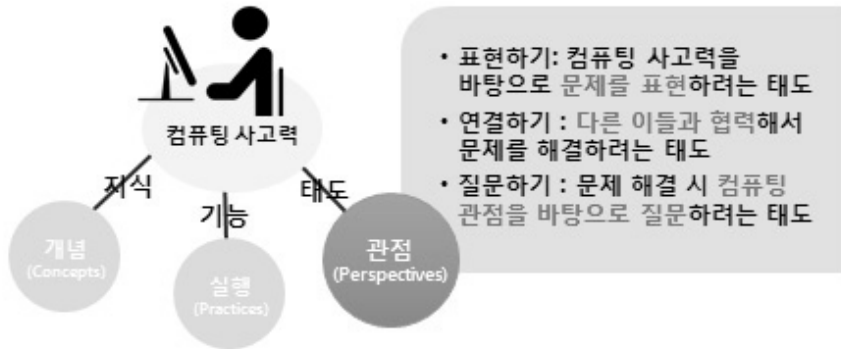 컴퓨팅 사고력
지식
기능
태도
개념
(Concepts)
실행
(Practices)
관점
(Perspectives)
• 표현하기: 컴퓨팅 사고력을
바탕으로 문제를 표현하려는 태도
• 연결하기 : 다른 이들과 협력해서
문제를 해결하려는 태도
• 질문하기 : 문제 해결 시 컴퓨팅
관점을 바탕으로 질문하려는 태도